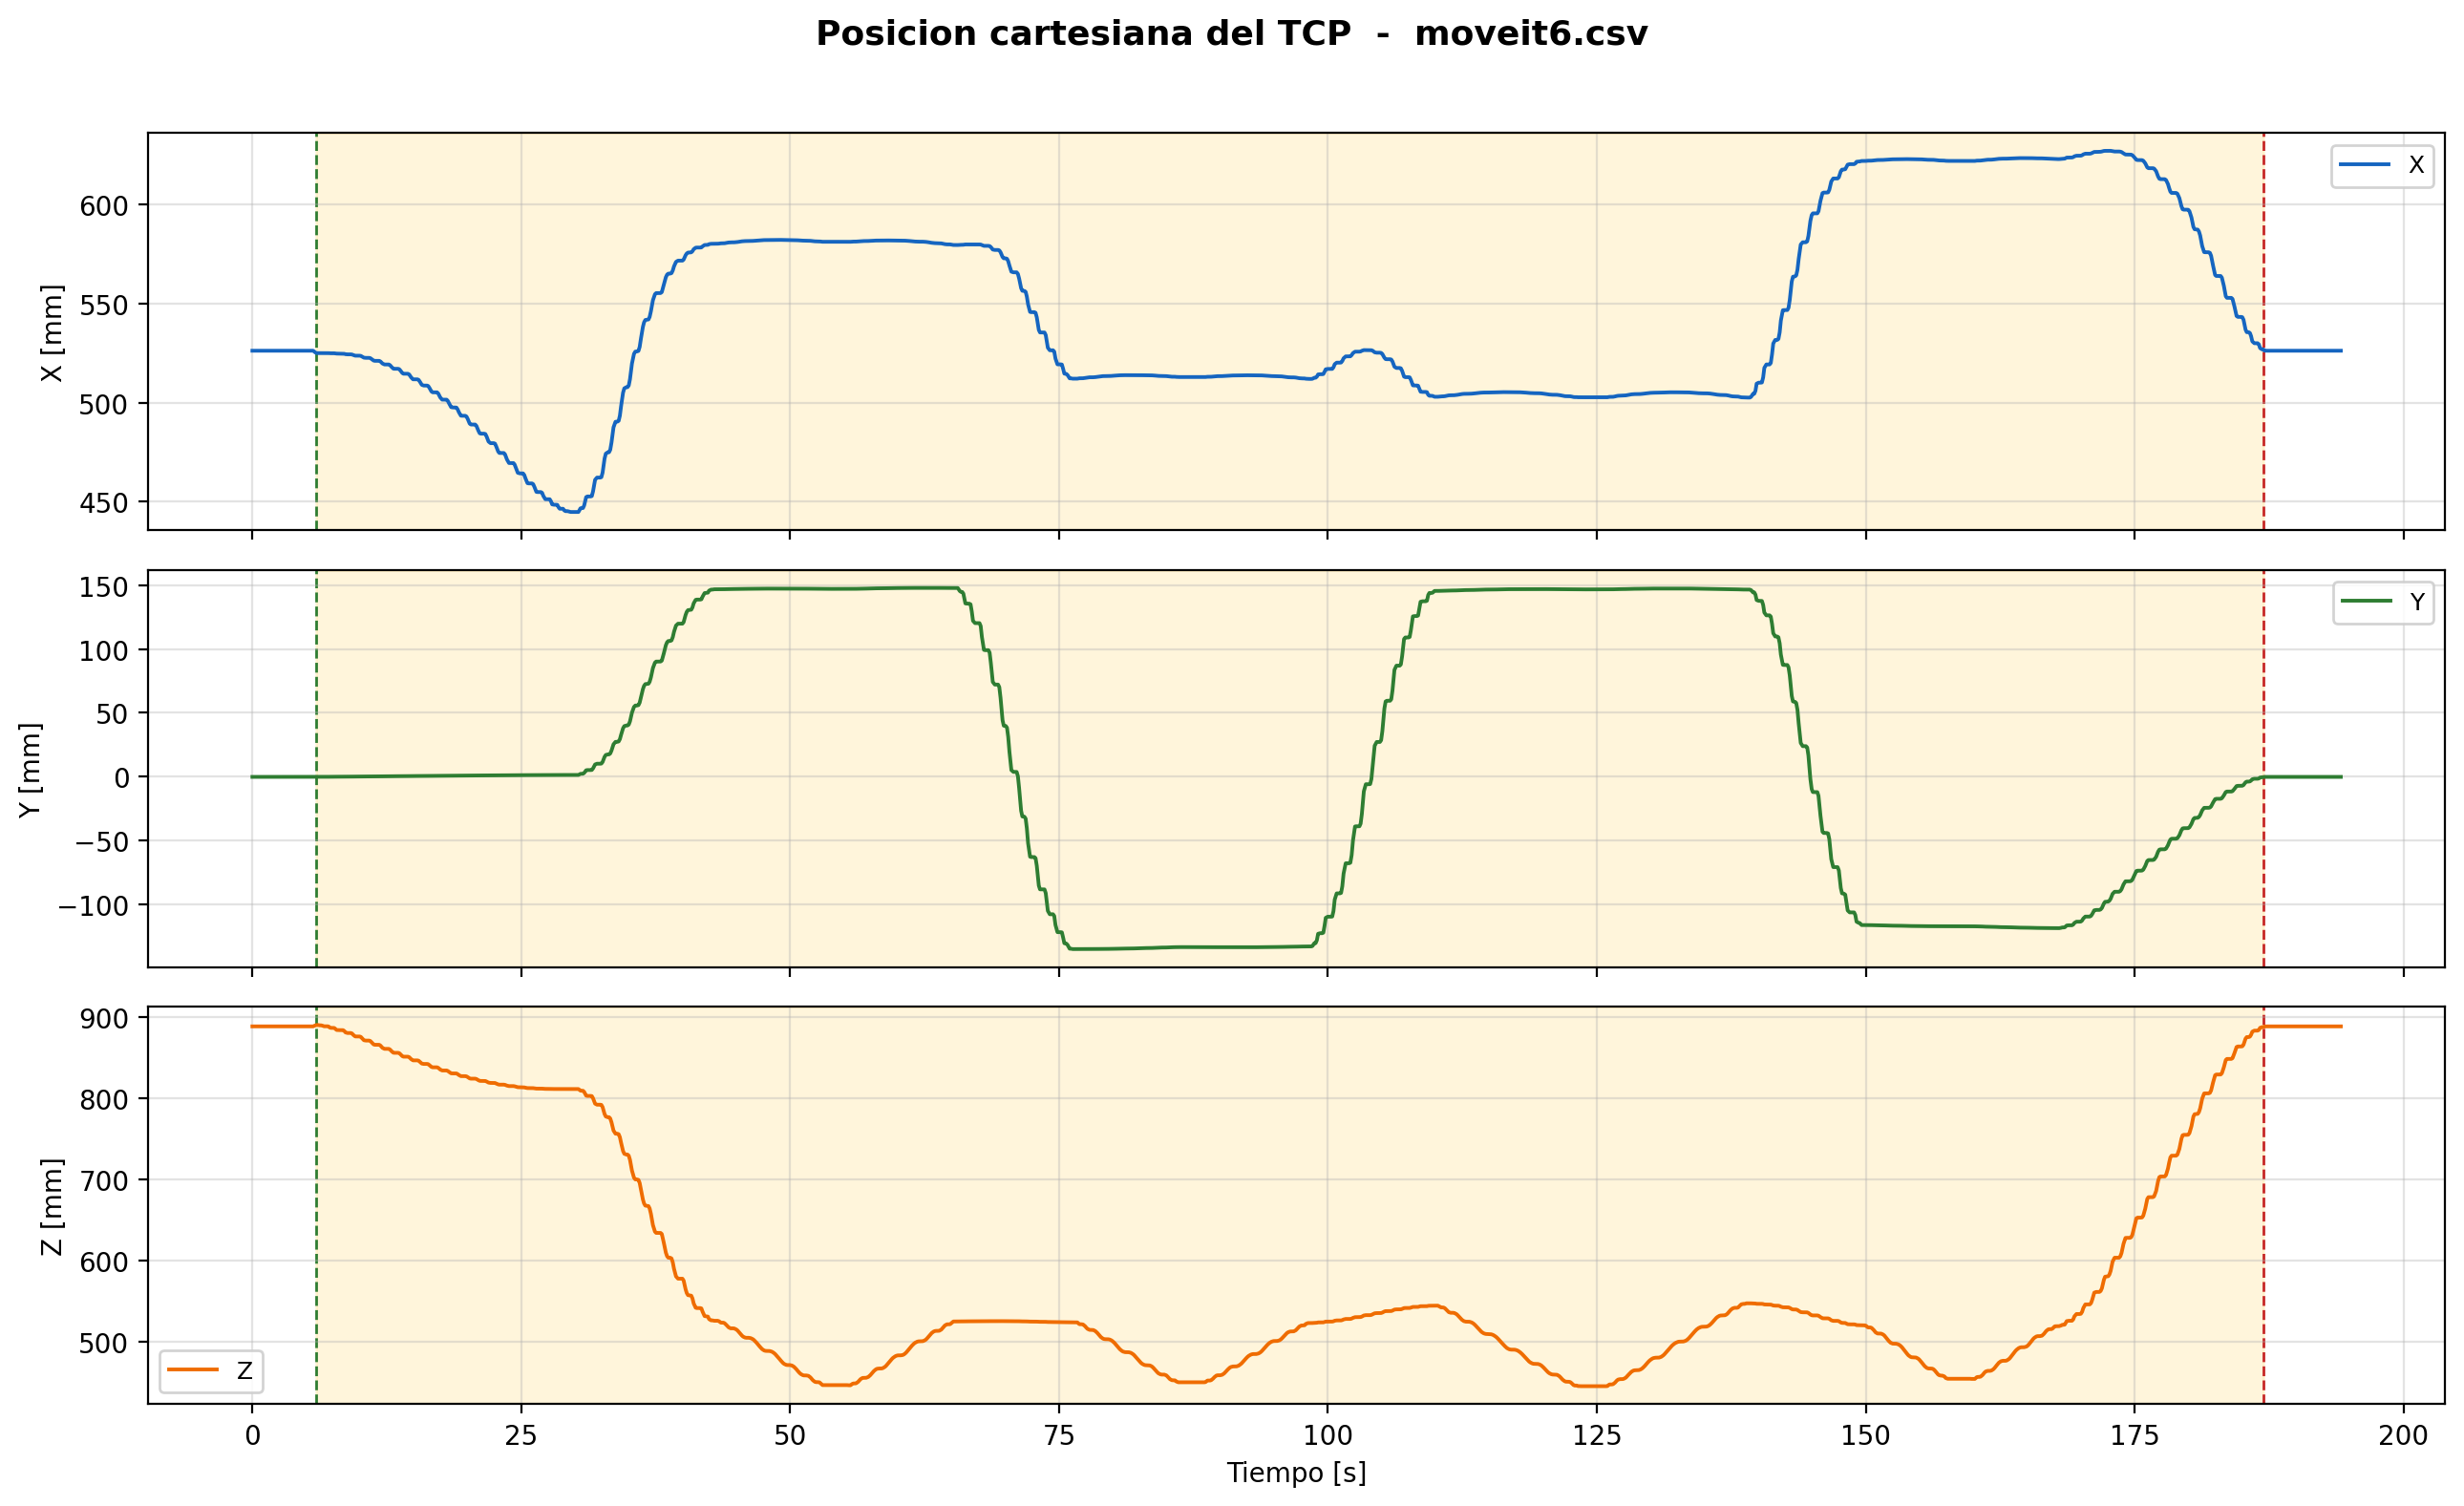 Posicion cartesiana del TCP - moveit6.csv
X [mm]
600
550
500
450
X
Y [mm]
150
100
50
0
−50
−100
Y
Z [mm]
900
800
700
600
500
Z
0 25 50 75 100 125 150 175 200
Tiempo [s]